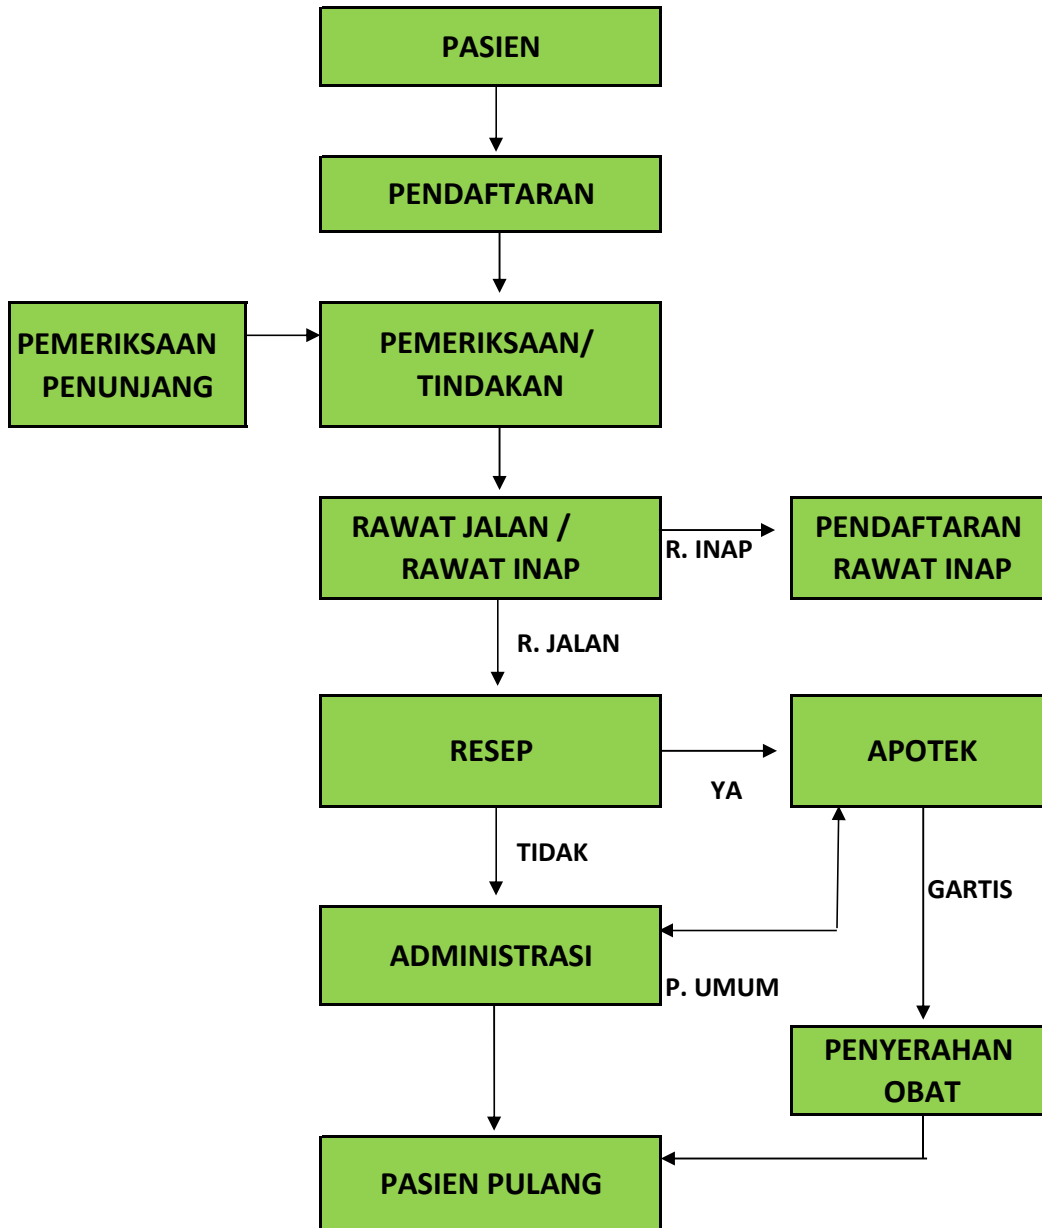 PASIEN
PENDAFTARAN
PEMERIKSAAN
PENUNJANG
PEMERIKSAAN/
TINDAKAN
RAWAT JALAN /
RAWAT INAP
R. INAP
PENDAFTARAN
RAWAT INAP
R. JALAN
RESEP
YA
APOTEK
TIDAK
GARTIS
ADMINISTRASI
P. UMUM
PENYERAHAN
OBAT
PASIEN PULANG